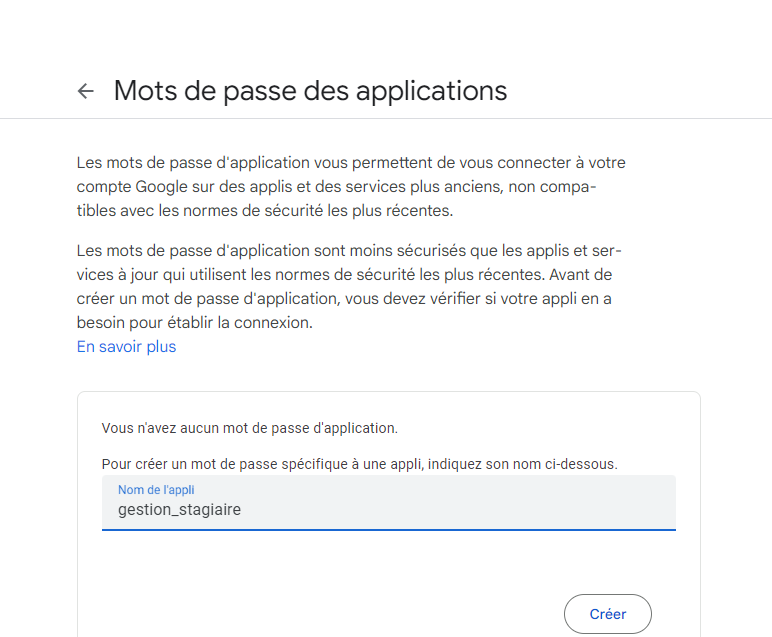 Mots de passe des applications
Les mots de passe d'application vous permettent de vous connecter à votre
compte Google sur des applis et des services plus anciens, non compa-
tibles avec les normes de sécurité les plus récentes.
Les mots de passe d'application sont moins sécurisés que les applis et ser-
vices à jour qui utilisent les normes de sécurité les plus récentes. Avant de
créer un mot de passe d'application, vous devez vérifier si votre appli en a
besoin pour établir la connexion.
En savoir plus
Vous n'avez aucun mot de passe d'application.
Pour créer un mot de passe spécifique à une appli, indiquez son nom ci-dessous.
Nom de l'appli
gestion_stagiaire
Créer